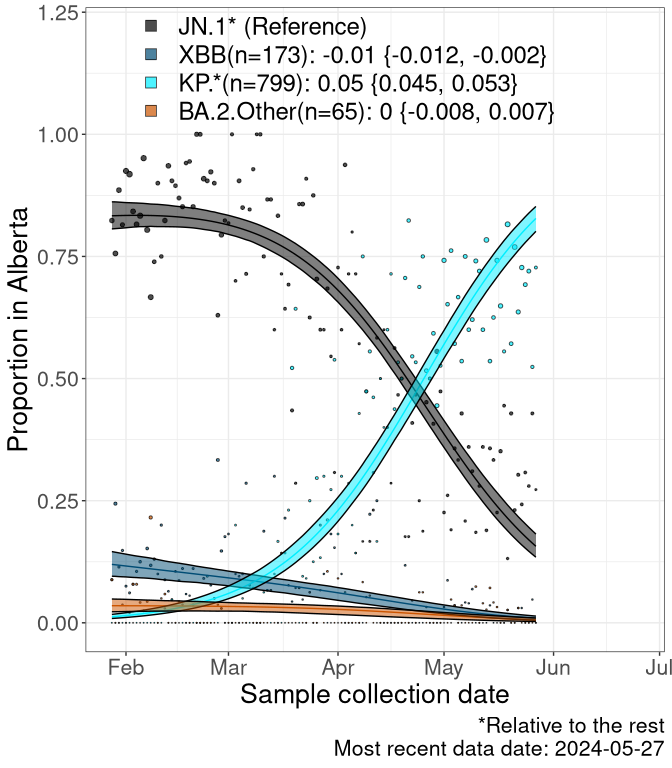 1.25
JN.1* (Reference)
XBB(n=173): -0.01 {-0.012, -0.002}
KP.*(n=799): 0.05 {0.045, 0.053}
BA.2.Other(n=65): 0 {-0.008, 0.007}
1.00
0.75
0.50
0.25
0.00
Proportion in Alberta
Feb Mar Apr May Jun Jul
Sample collection date
*Relative to the rest
Most recent data date: 2024-05-27